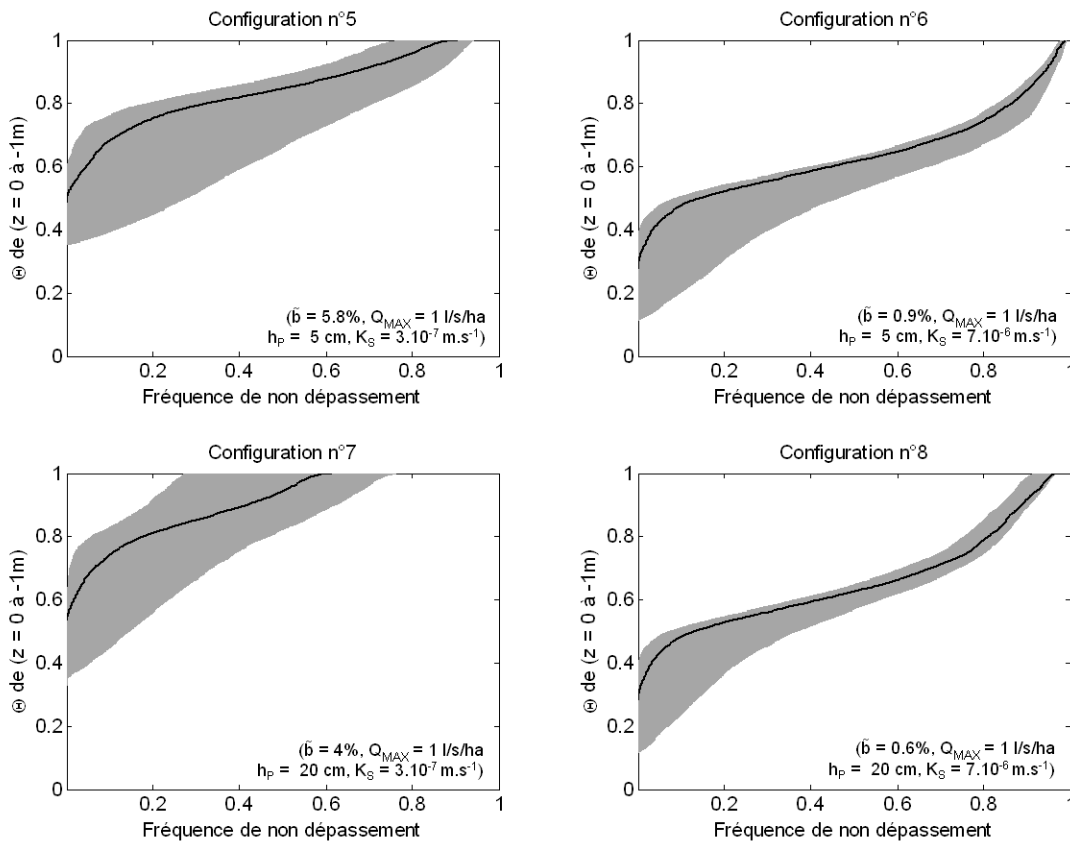 Configuration n°5
1
0.8
0.6
0.4
0.2
0
Θ de (z = 0 à -1m)
(b̃ = 5.8%, Q_MAX = 1 l/s/ha
h_P = 5 cm, K_S = 3.10⁻⁷ m.s⁻¹)
0.2 0.4 0.6 0.8 1
Fréquence de non dépassement
Configuration n°6
1
0.8
0.6
0.4
0.2
0
Θ de (z = 0 à -1m)
(b̃ = 0.9%, Q_MAX = 1 l/s/ha
h_P = 5 cm, K_S = 7.10⁻⁶ m.s⁻¹)
0.2 0.4 0.6 0.8 1
Fréquence de non dépassement
Configuration n°7
1
0.8
0.6
0.4
0.2
0
Θ de (z = 0 à -1m)
(b̃ = 4%, Q_MAX = 1 l/s/ha
h_P = 20 cm, K_S = 3.10⁻⁷ m.s⁻¹)
0.2 0.4 0.6 0.8 1
Fréquence de non dépassement
Configuration n°8
1
0.8
0.6
0.4
0.2
0
Θ de (z = 0 à -1m)
(b̃ = 0.6%, Q_MAX = 1 l/s/ha
h_P = 20 cm, K_S = 7.10⁻⁶ m.s⁻¹)
0.2 0.4 0.6 0.8 1
Fréquence de non dépassement